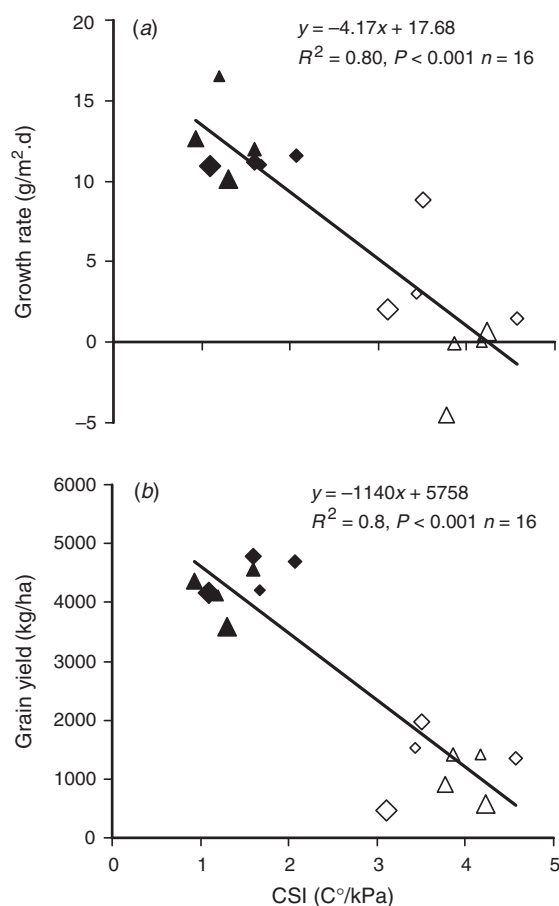 (a)
y = –4.17x + 17.68
R² = 0.80, P < 0.001 n = 16
Growth rate (g/m².d)
20
15
10
5
0
–5
(b)
y = –1140x + 5758
R² = 0.8, P < 0.001 n = 16
Grain yield (kg/ha)
6000
5000
4000
3000
2000
1000
0
0 1 2 3 4 5
CSI (C°/kPa)